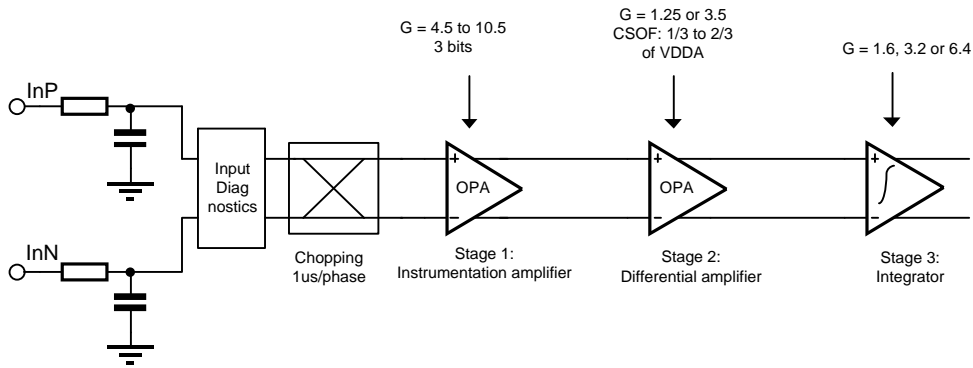 G = 4.5 to 10.5
3 bits
G = 1.25 or 3.5
CSOF: 1/3 to 2/3
of VDDA
G = 1.6, 3.2 or 6.4
InP
Input
Diag
nostics
+
OPA
−
+
OPA
−
+
−
InN
Chopping
1us/phase
Stage 1:
Instrumentation amplifier
Stage 2:
Differential amplifier
Stage 3:
Integrator